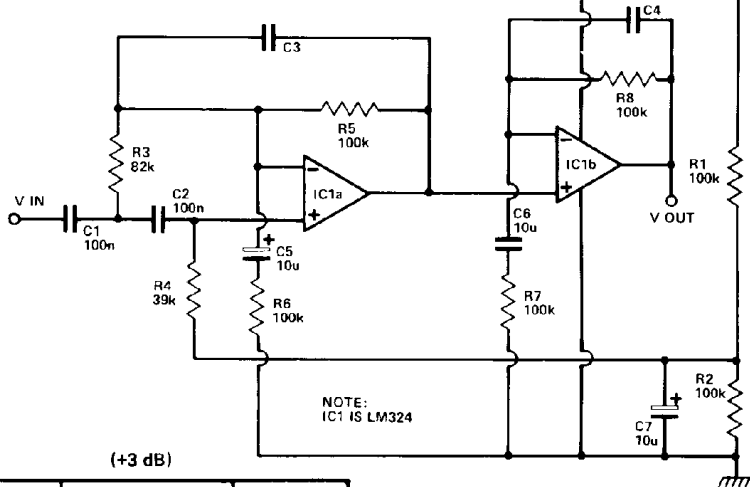 C4
C3
R8
100k
R5
100k
R3
82k
IC1b
R1
100k
IC1a
C2
100n
V IN
V OUT
C1
100n
C6
10u
C5
10u
R4
39k
R6
100k
R7
100k
R2
100k
NOTE:
IC1 IS LM324
C7
10u
(+3 dB)